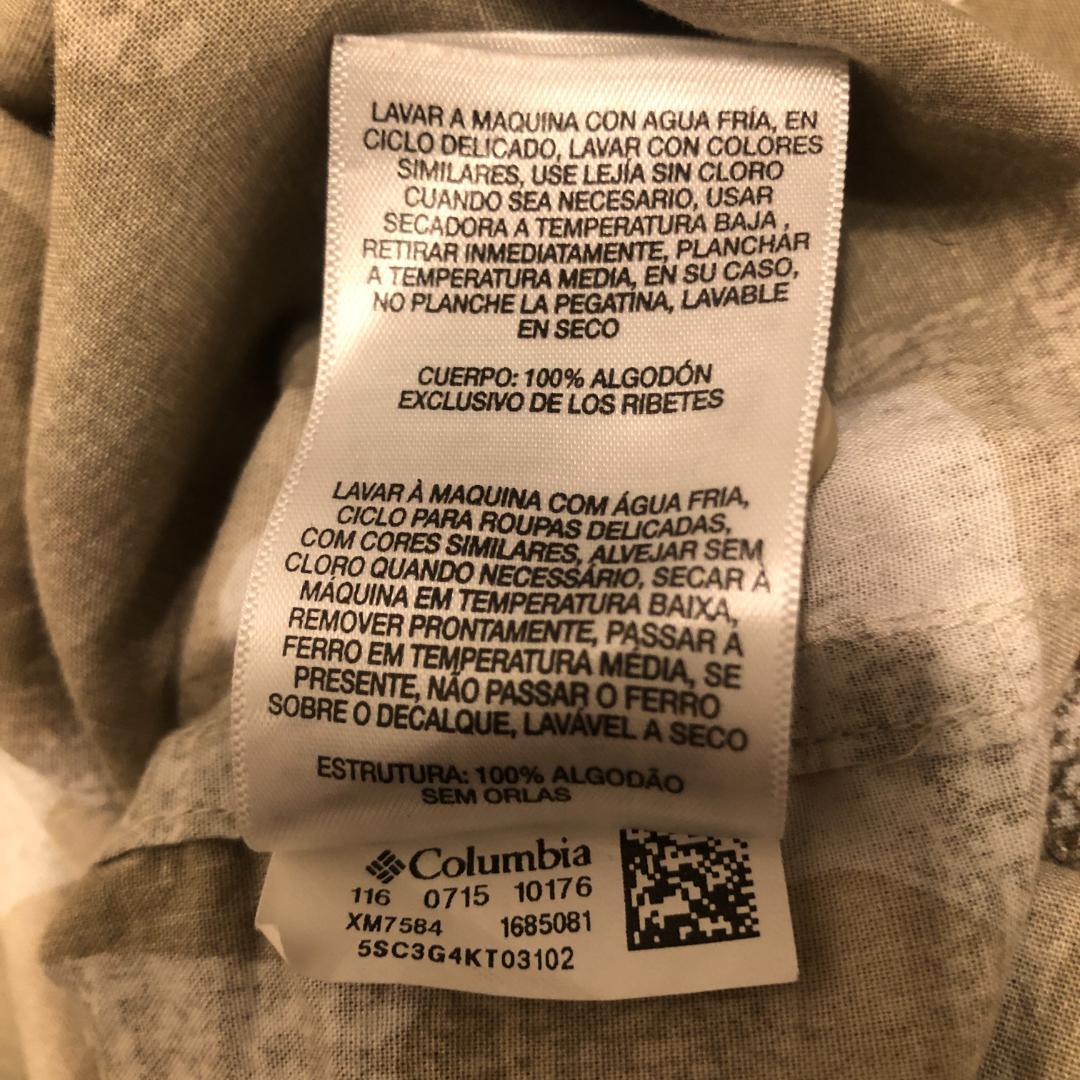 LAVAR A MAQUINA CON AGUA FRÍA, EN
CICLO DELICADO, LAVAR CON COLORES
SIMILARES, USE LEJÍA SIN CLORO
CUANDO SEA NECESARIO, USAR
SECADORA A TEMPERATURA BAJA ,
RETIRAR INMEDIATAMENTE, PLANCHAR
A TEMPERATURA MEDIA, EN SU CASO,
NO PLANCHE LA PEGATINA, LAVABLE
EN SECO
CUERPO: 100% ALGODÓN
EXCLUSIVO DE LOS RIBETES
LAVAR À MAQUINA COM ÁGUA FRIA,
CICLO PARA ROUPAS DELICADAS,
COM CORES SIMILARES, ALVEJAR SEM
CLORO QUANDO NECESSÁRIO, SECAR À
MÁQUINA EM TEMPERATURA BAIXA,
REMOVER PRONTAMENTE, PASSAR A
FERRO EM TEMPERATURA MÉDIA, SE
PRESENTE, NÃO PASSAR O FERRO
SOBRE O DECALQUE, LAVÁVEL A SECO
ESTRUTURA: 100% ALGODÃO
SEM ORLAS
Columbia
116 0715 10176
XM7584 1685081
5SC3G4KT03102